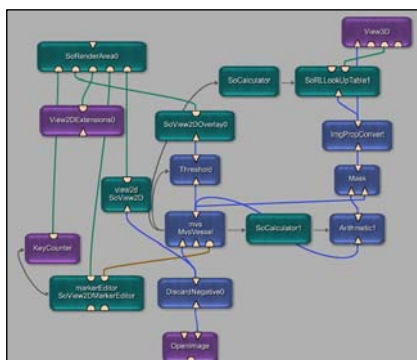 View3D
SoRenderArea0
SoCalculator
SoRLLookUpTable1
View2DExtensions0
SoView2DOverlay0
ImgPropConvert
Threshold
Mask
view2d
SoView2D
KeyCounter
mvs
MvsVessel
SoCalculator1
Arithmetic1
markerEditor
SoView2DMarkerEditor
DiscardNegative0
OpenImage